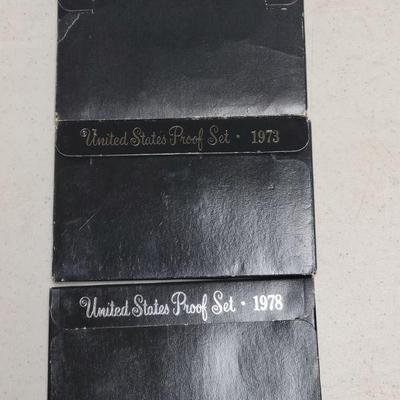 United States Proof Set · 1973
United States Proof Set · 1978